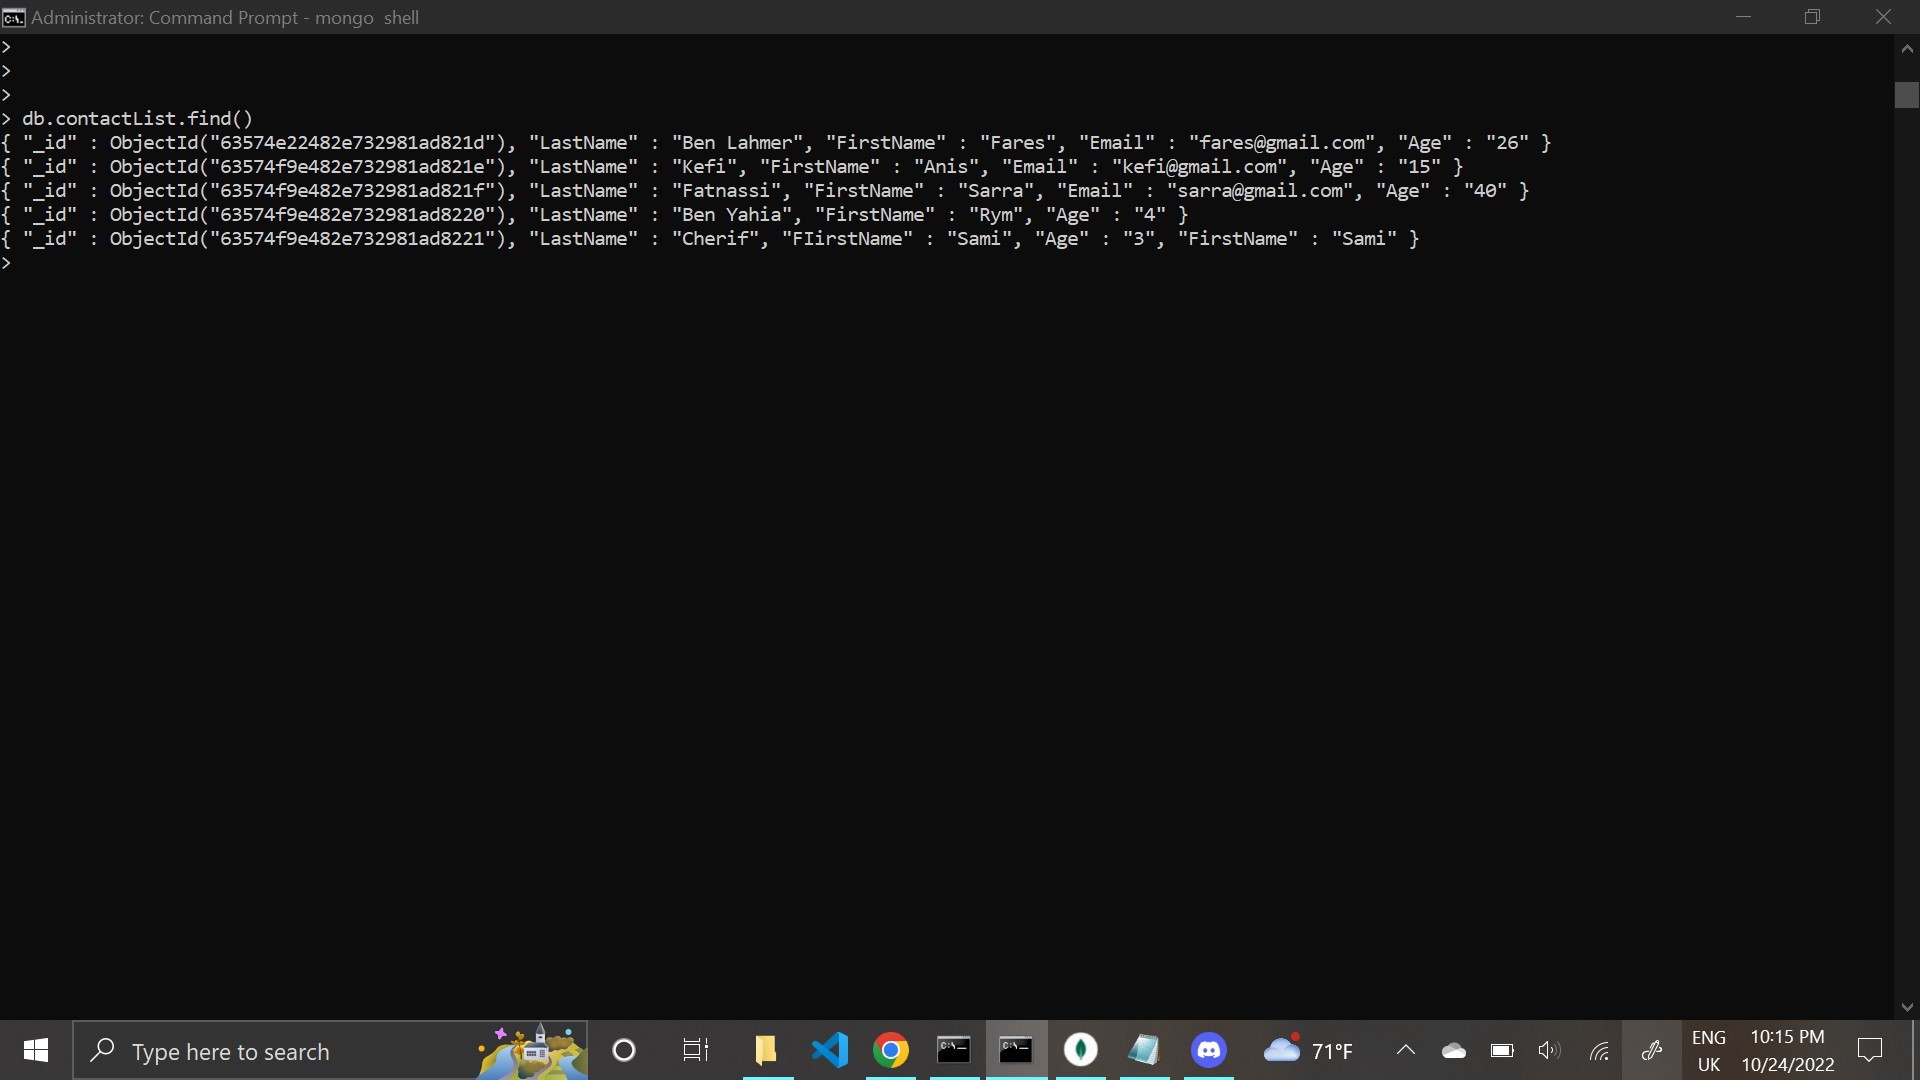 Administrator: Command Prompt - mongo  shell
>
>
>
> db.contactList.find()
{ "_id" : ObjectId("63574e22482e732981ad821d"), "LastName" : "Ben Lahmer", "FirstName" : "Fares", "Email" : "fares@gmail.com", "Age" : "26" }
{ "_id" : ObjectId("63574f9e482e732981ad821e"), "LastName" : "Kefi", "FirstName" : "Anis", "Email" : "kefi@gmail.com", "Age" : "15" }
{ "_id" : ObjectId("63574f9e482e732981ad821f"), "LastName" : "Fatnassi", "FirstName" : "Sarra", "Email" : "sarra@gmail.com", "Age" : "40" }
{ "_id" : ObjectId("63574f9e482e732981ad8220"), "LastName" : "Ben Yahia", "FirstName" : "Rym", "Age" : "4" }
{ "_id" : ObjectId("63574f9e482e732981ad8221"), "LastName" : "Cherif", "FIirstName" : "Sami", "Age" : "3", "FirstName" : "Sami" }
>
Type here to search
71°F
ENG
UK
10:15 PM
10/24/2022